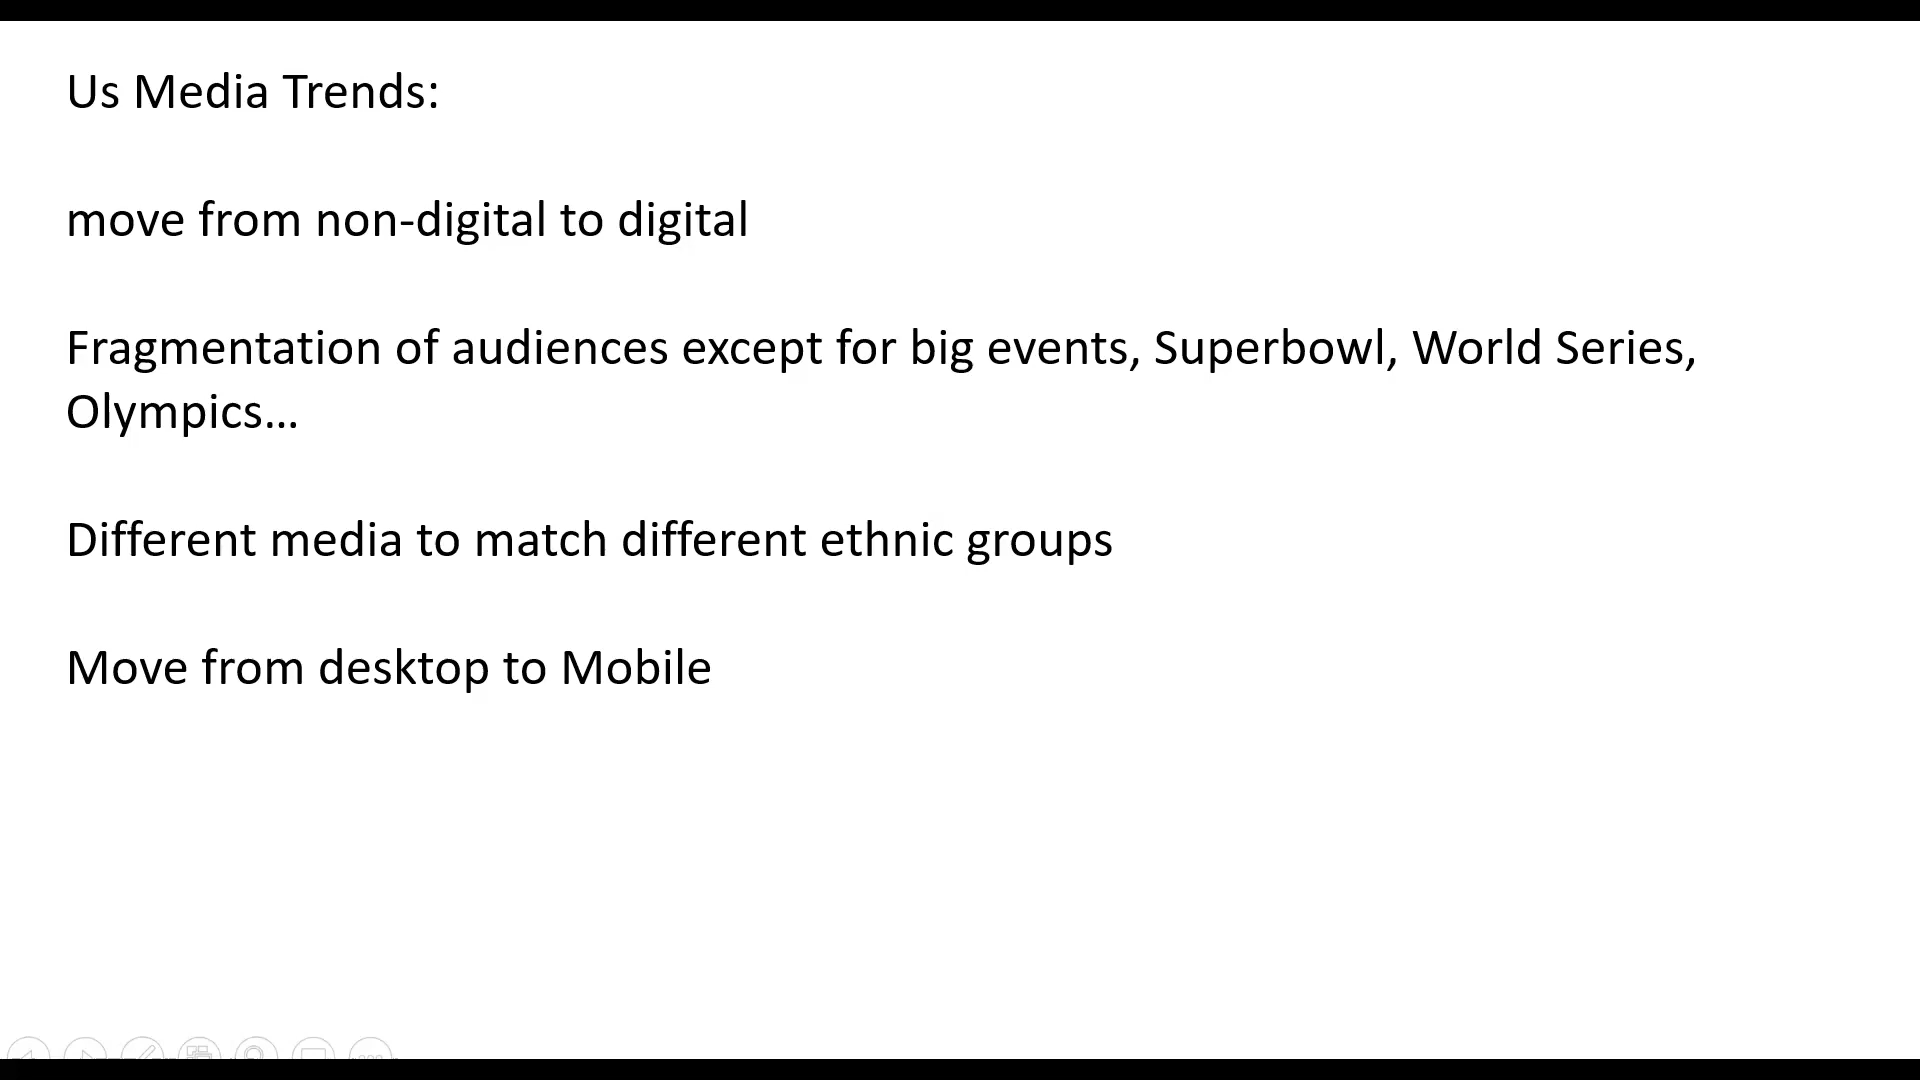 Us Media Trends:
move from non-digital to digital
Fragmentation of audiences except for big events, Superbowl, World Series,
Olympics...
Different media to match different ethnic groups
Move from desktop to Mobile